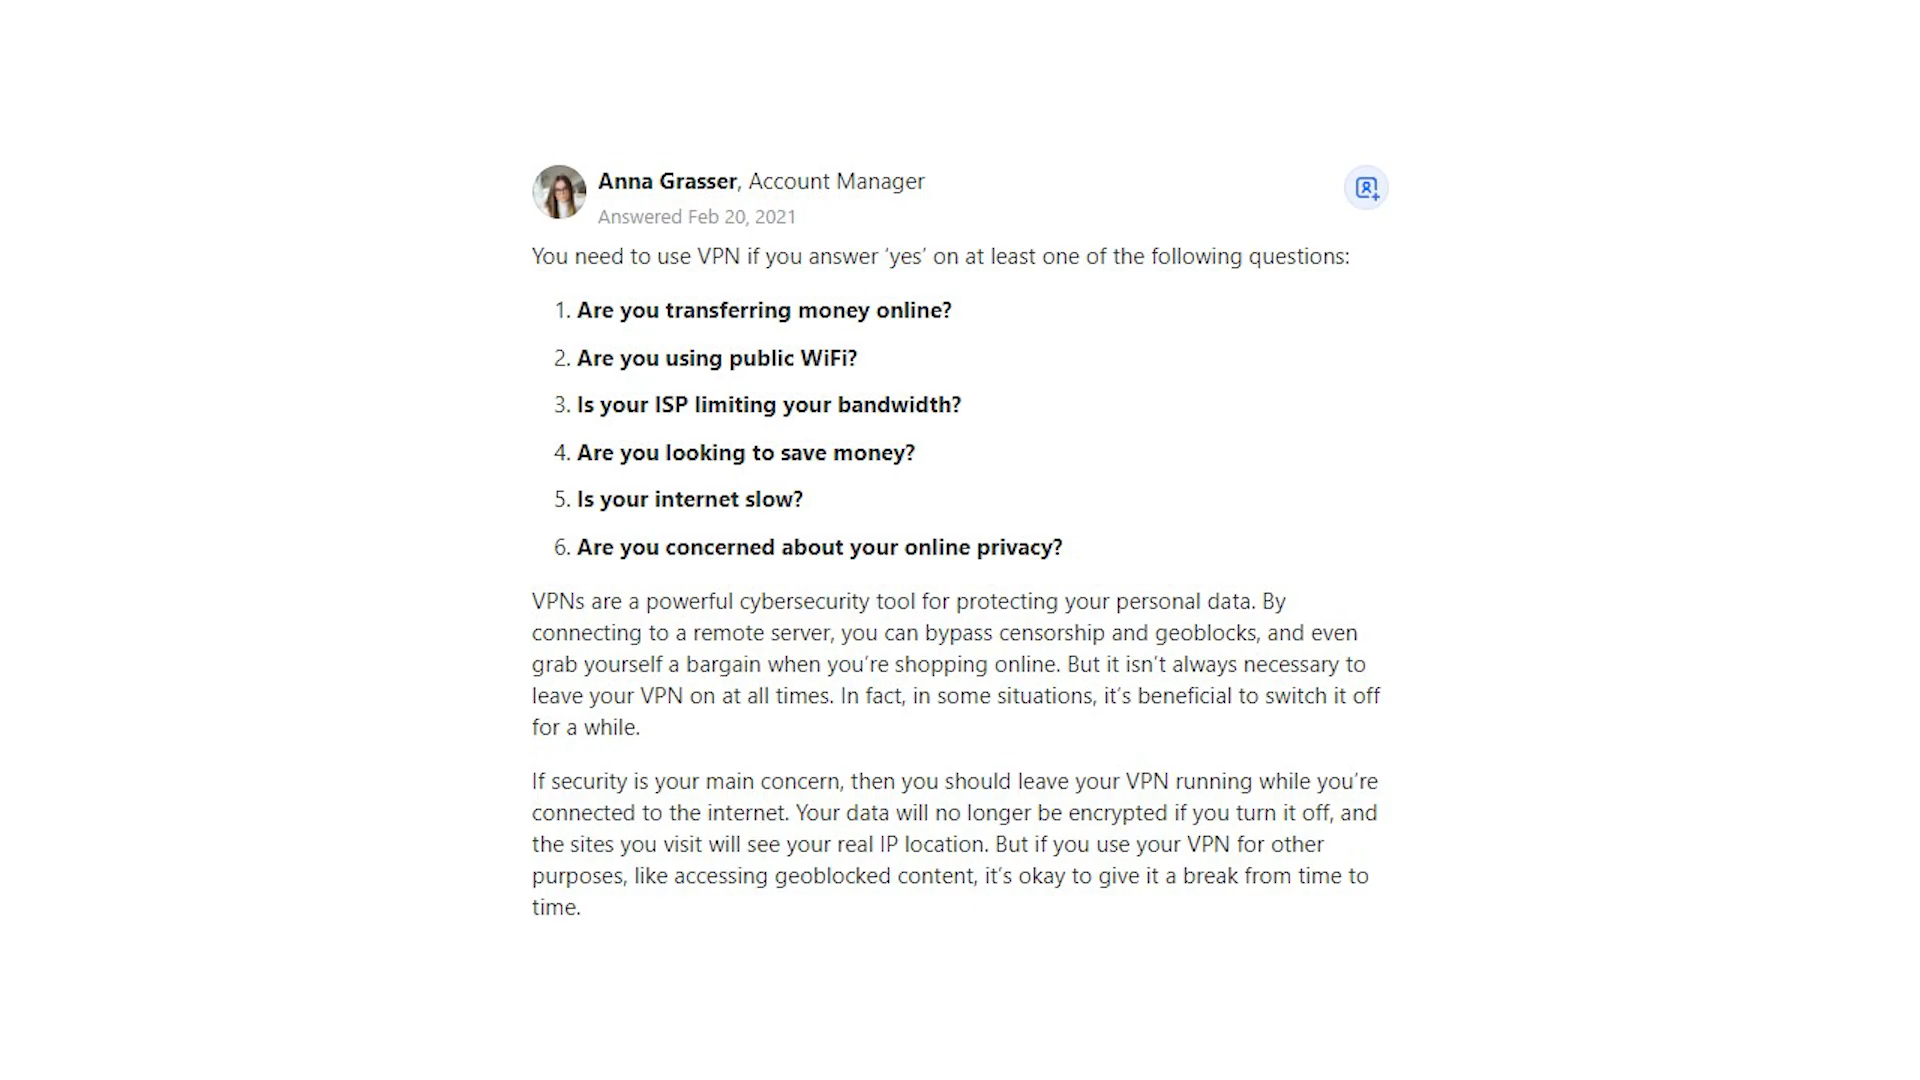 Anna Grasser, Account Manager
Answered Feb 20, 2021
You need to use VPN if you answer ‘yes’ on at least one of the following questions:
1. Are you transferring money online?
2. Are you using public WiFi?
3. Is your ISP limiting your bandwidth?
4. Are you looking to save money?
5. Is your internet slow?
6. Are you concerned about your online privacy?
VPNs are a powerful cybersecurity tool for protecting your personal data. By
connecting to a remote server, you can bypass censorship and geoblocks, and even
grab yourself a bargain when you’re shopping online. But it isn’t always necessary to
leave your VPN on at all times. In fact, in some situations, it’s beneficial to switch it off
for a while.
If security is your main concern, then you should leave your VPN running while you’re
connected to the internet. Your data will no longer be encrypted if you turn it off, and
the sites you visit will see your real IP location. But if you use your VPN for other
purposes, like accessing geoblocked content, it’s okay to give it a break from time to
time.